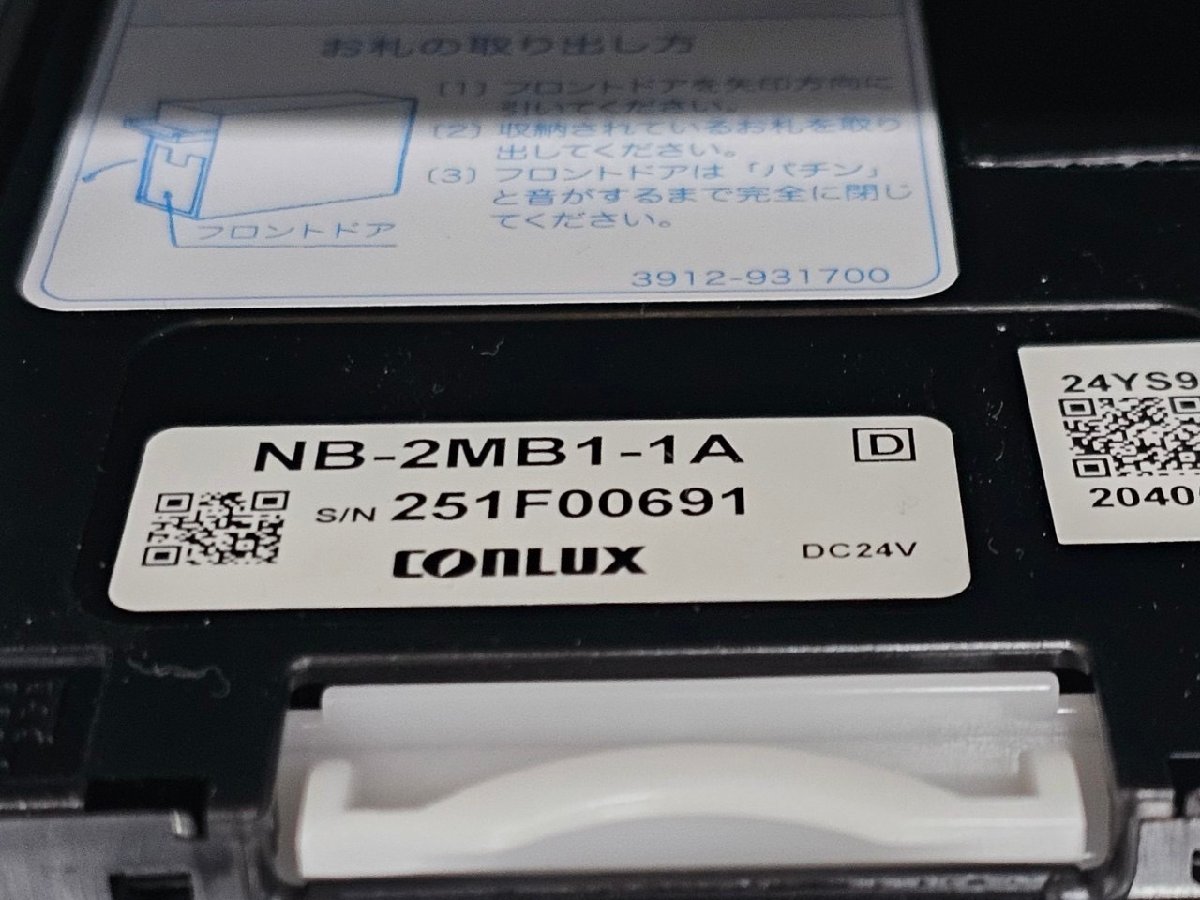 お札の取り出し方
(1) フロントドアを矢印方向に
引いてください。
(2) 収納されているお札を取り
出してください。
(3) フロントドアは「パチン」
と音がするまで完全に閉じ
てください。
フロントドア
3912-931700
NB-2MB1-1A
D
S/N 251F00691
CONLUX
DC24V
24YS9
2040